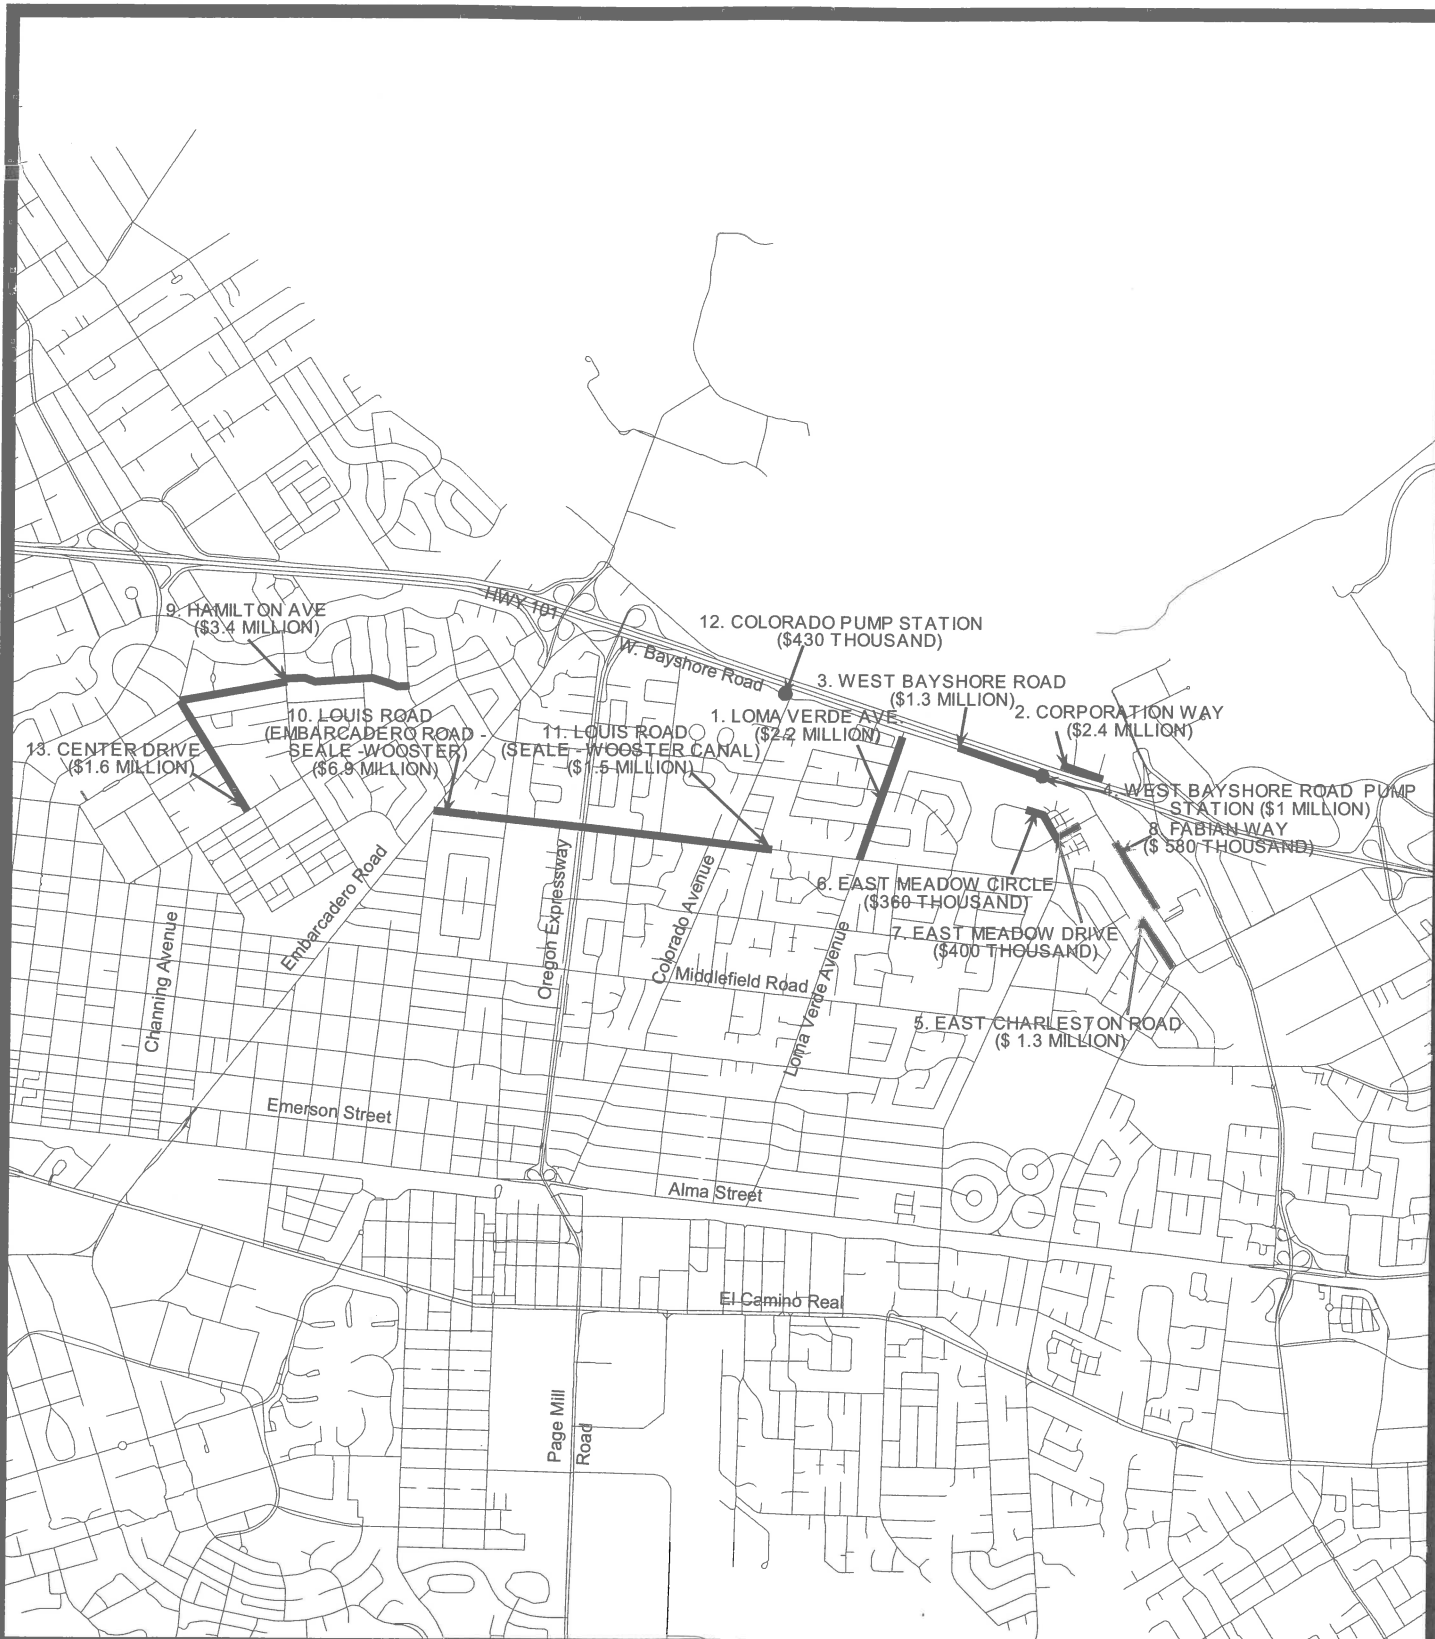 9. HAMILTON AVE
($3.4 MILLION)
HWY 101
12. COLORADO PUMP STATION
($430 THOUSAND)
W. Bayshore Road
3. WEST BAYSHORE ROAD
($1.3 MILLION)
1. LOMA VERDE AVE.
($2.2 MILLION)
2. CORPORATION WAY
($2.4 MILLION)
10. LOUIS ROAD
(EMBARCADERO ROAD -
SEALE -WOOSTER)
($6.9 MILLION)
11. LOUIS ROAD
(SEALE - WOOSTER CANAL)
($1.5 MILLION)
13. CENTER DRIVE
($1.6 MILLION)
4. WEST BAYSHORE ROAD PUMP
STATION ($1 MILLION)
8. FABIAN WAY
($ 580 THOUSAND)
6. EAST MEADOW CIRCLE
($360 THOUSAND)
7. EAST MEADOW DRIVE
($400 THOUSAND)
5. EAST CHARLESTON ROAD
($ 1.3 MILLION)
Channing Avenue
Embarcadero Road
Oregon Expressway
Colorado Avenue
Middlefield Road
Loma Verde Avenue
Emerson Street
Alma Street
El Camino Real
Page Mill
Road